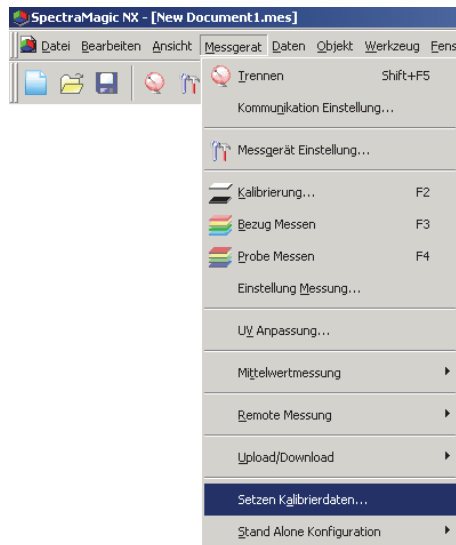 SpectraMagic NX - [New Document1.mes]
Datei Bearbeiten Ansicht Messgerat Daten Objekt Werkzeug Fens
Trennen Shift+F5
Kommunikation Einstellung...
Messgerät Einstellung...
Kalibrierung... F2
Bezug Messen F3
Probe Messen F4
Einstellung Messung...
UV Anpassung...
Mittelwertmessung
Remote Messung
Upload/Download
Setzen Kalibrierdaten...
Stand Alone Konfiguration